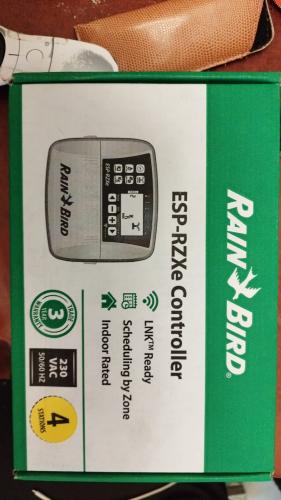 RAIN BIRD®
ESP-RZXe Controller
LNK™ Ready
Scheduling by Zone
Indoor Rated
RAIN BIRD
ESP-RZXe
3
YEAR
WARRANTY
230
VAC
50/60 HZ
4
STATIONS